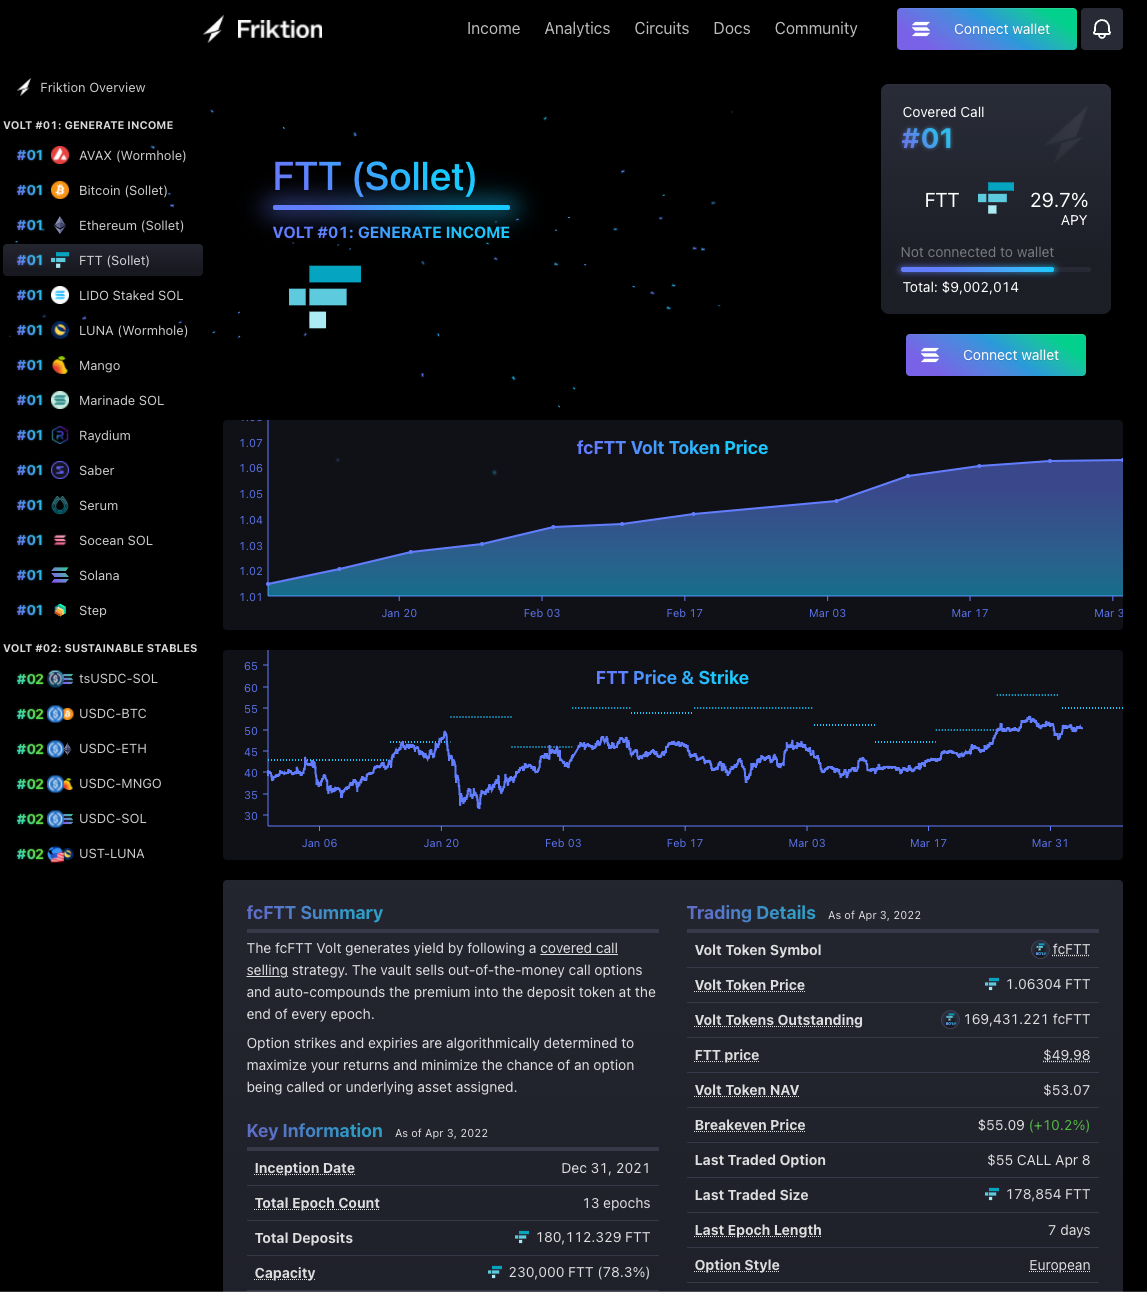 Friktion
Income
Analytics
Circuits
Docs
Community
Connect wallet
Friktion Overview
VOLT #01: GENERATE INCOME
#01 AVAX (Wormhole)
#01 Bitcoin (Sollet)
#01 Ethereum (Sollet)
#01 FTT (Sollet)
#01 LIDO Staked SOL
#01 LUNA (Wormhole)
#01 Mango
#01 Marinade SOL
#01 Raydium
#01 Saber
#01 Serum
#01 Socean SOL
#01 Solana
#01 Step
VOLT #02: SUSTAINABLE STABLES
#02 tsUSDC-SOL
#02 USDC-BTC
#02 USDC-ETH
#02 USDC-MNGO
#02 USDC-SOL
#02 UST-LUNA
FTT (Sollet)
VOLT #01: GENERATE INCOME
Covered Call
#01
FTT
29.7%
APY
Not connected to wallet
Total: $9,002,014
Connect wallet
fcFTT Volt Token Price
1.07
1.06
1.05
1.04
1.03
1.02
1.01
Jan 20
Feb 03
Feb 17
Mar 03
Mar 17
Mar 3
FTT Price & Strike
65
60
55
50
45
40
35
30
Jan 06
Jan 20
Feb 03
Feb 17
Mar 03
Mar 17
Mar 31
fcFTT Summary
The fcFTT Volt generates yield by following a covered call
selling strategy. The vault sells out-of-the-money call options
and auto-compounds the premium into the deposit token at the
end of every epoch.
Option strikes and expiries are algorithmically determined to
maximize your returns and minimize the chance of an option
being called or underlying asset assigned.
Key Information As of Apr 3, 2022
Inception Date Dec 31, 2021
Total Epoch Count 13 epochs
Total Deposits 180,112.329 FTT
Capacity 230,000 FTT (78.3%)
Trading Details As of Apr 3, 2022
Volt Token Symbol fcFTT
Volt Token Price 1.06304 FTT
Volt Tokens Outstanding 169,431.221 fcFTT
FTT price $49.98
Volt Token NAV $53.07
Breakeven Price $55.09 (+10.2%)
Last Traded Option $55 CALL Apr 8
Last Traded Size 178,854 FTT
Last Epoch Length 7 days
Option Style European